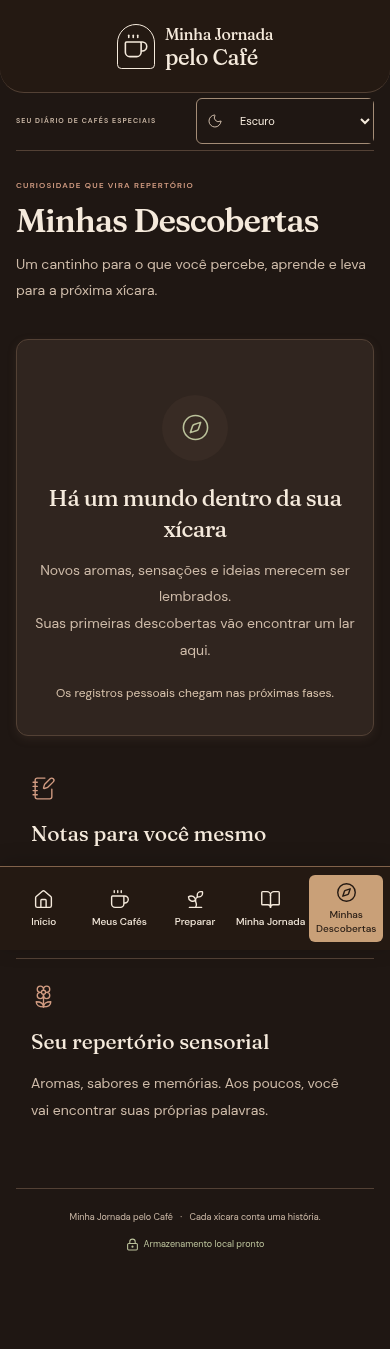 Minha Jornada
pelo Café
SEU DIÁRIO DE CAFÉS ESPECIAIS
Escuro
CURIOSIDADE QUE VIRA REPERTÓRIO
Minhas Descobertas
Um cantinho para o que você percebe, aprende e leva
para a próxima xícara.
Há um mundo dentro da sua
xícara
Novos aromas, sensações e ideias merecem ser
lembrados.
Suas primeiras descobertas vão encontrar um lar
aqui.
Os registros pessoais chegam nas próximas fases.
Notas para você mesmo
Início
Meus Cafés
Preparar
Minha Jornada
Minhas
Descobertas
Seu repertório sensorial
Aromas, sabores e memórias. Aos poucos, você
vai encontrar suas próprias palavras.
Minha Jornada pelo Café · Cada xícara conta uma história.
Armazenamento local pronto